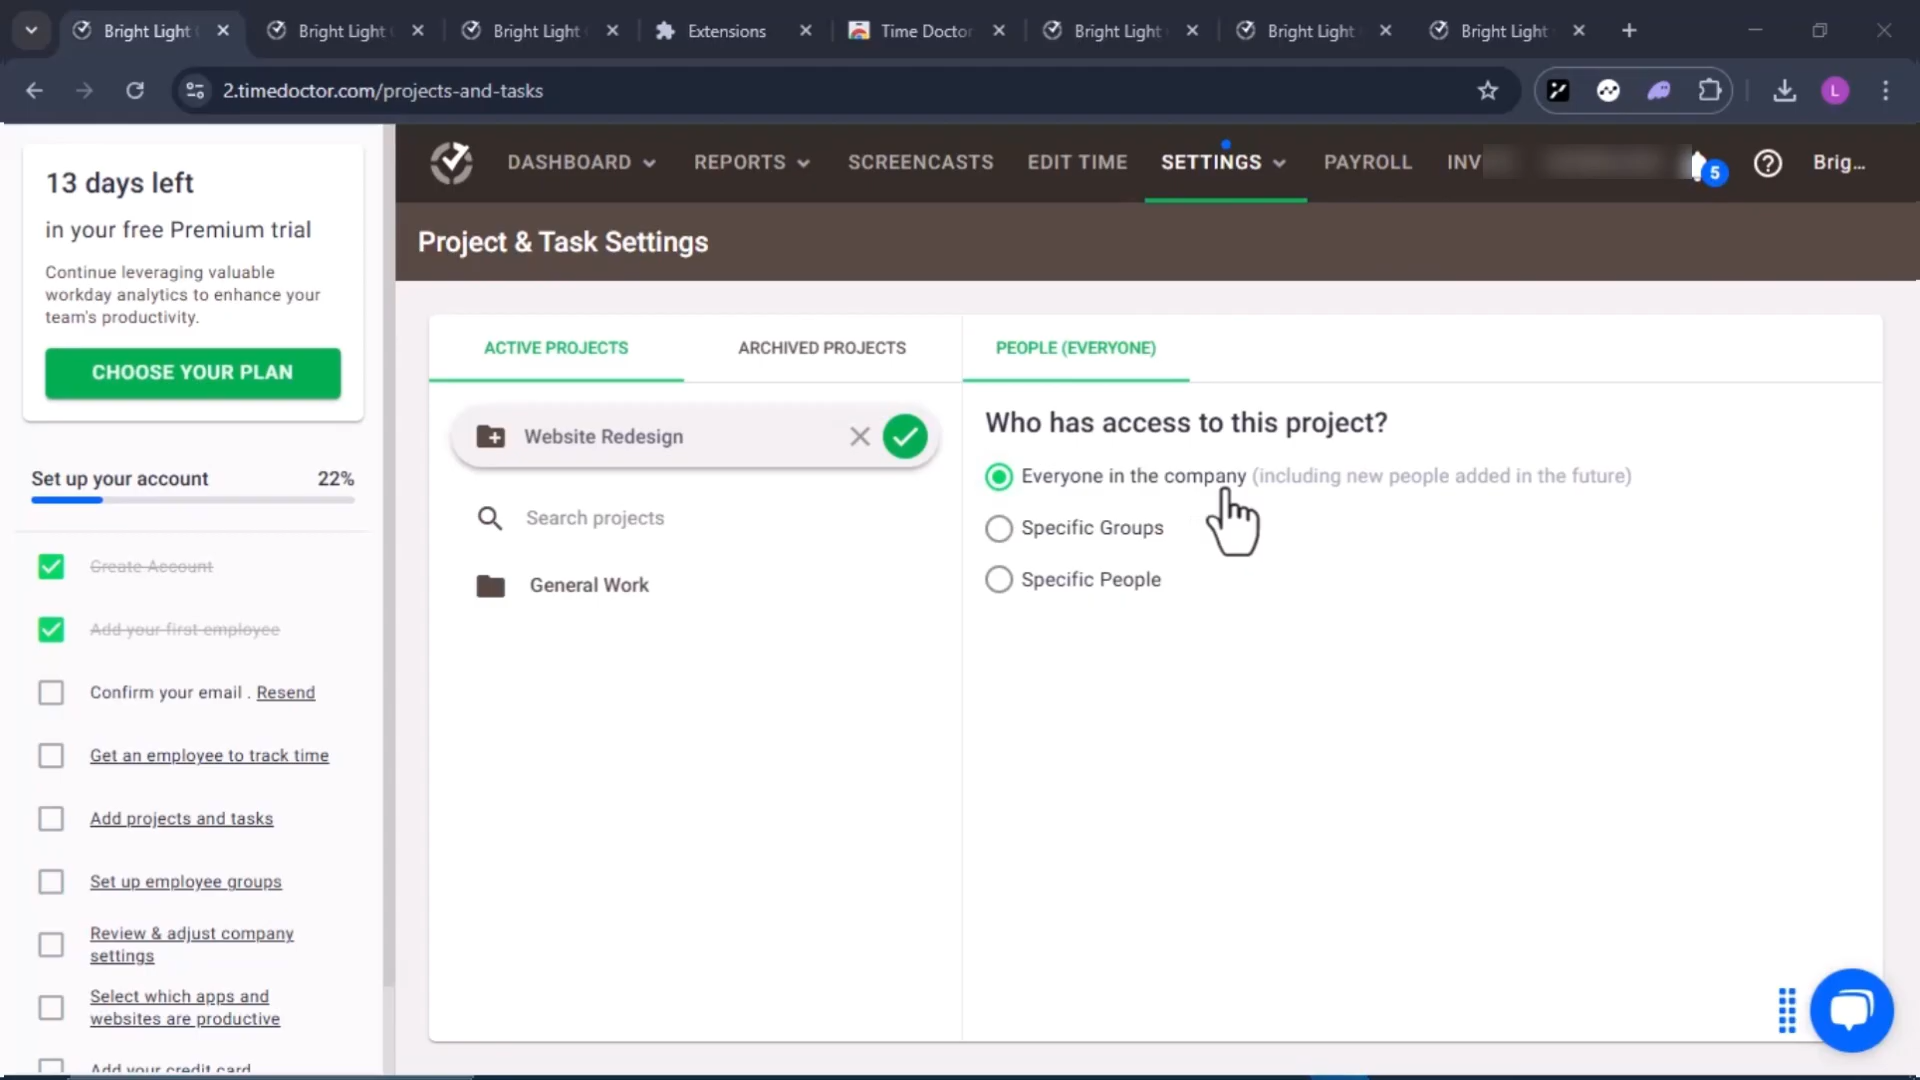 Bright Light
Bright Light
Bright Light
Extensions
Time Doctor
Bright Light
Bright Light
Bright Light
2.timedoctor.com/projects-and-tasks
L
13 days left
in your free Premium trial
Continue leveraging valuable
workday analytics to enhance your
team's productivity.
CHOOSE YOUR PLAN
Set up your account 22%
Create Account
Add your first employee
Confirm your email . Resend
Get an employee to track time
Add projects and tasks
Set up employee groups
Review & adjust company
settings
Select which apps and
websites are productive
Add your credit card
DASHBOARD REPORTS SCREENCASTS EDIT TIME SETTINGS PAYROLL INV 5 Brig...
Project & Task Settings
ACTIVE PROJECTS ARCHIVED PROJECTS
Website Redesign
Search projects
General Work
PEOPLE (EVERYONE)
Who has access to this project?
Everyone in the company (including new people added in the future)
Specific Groups
Specific People